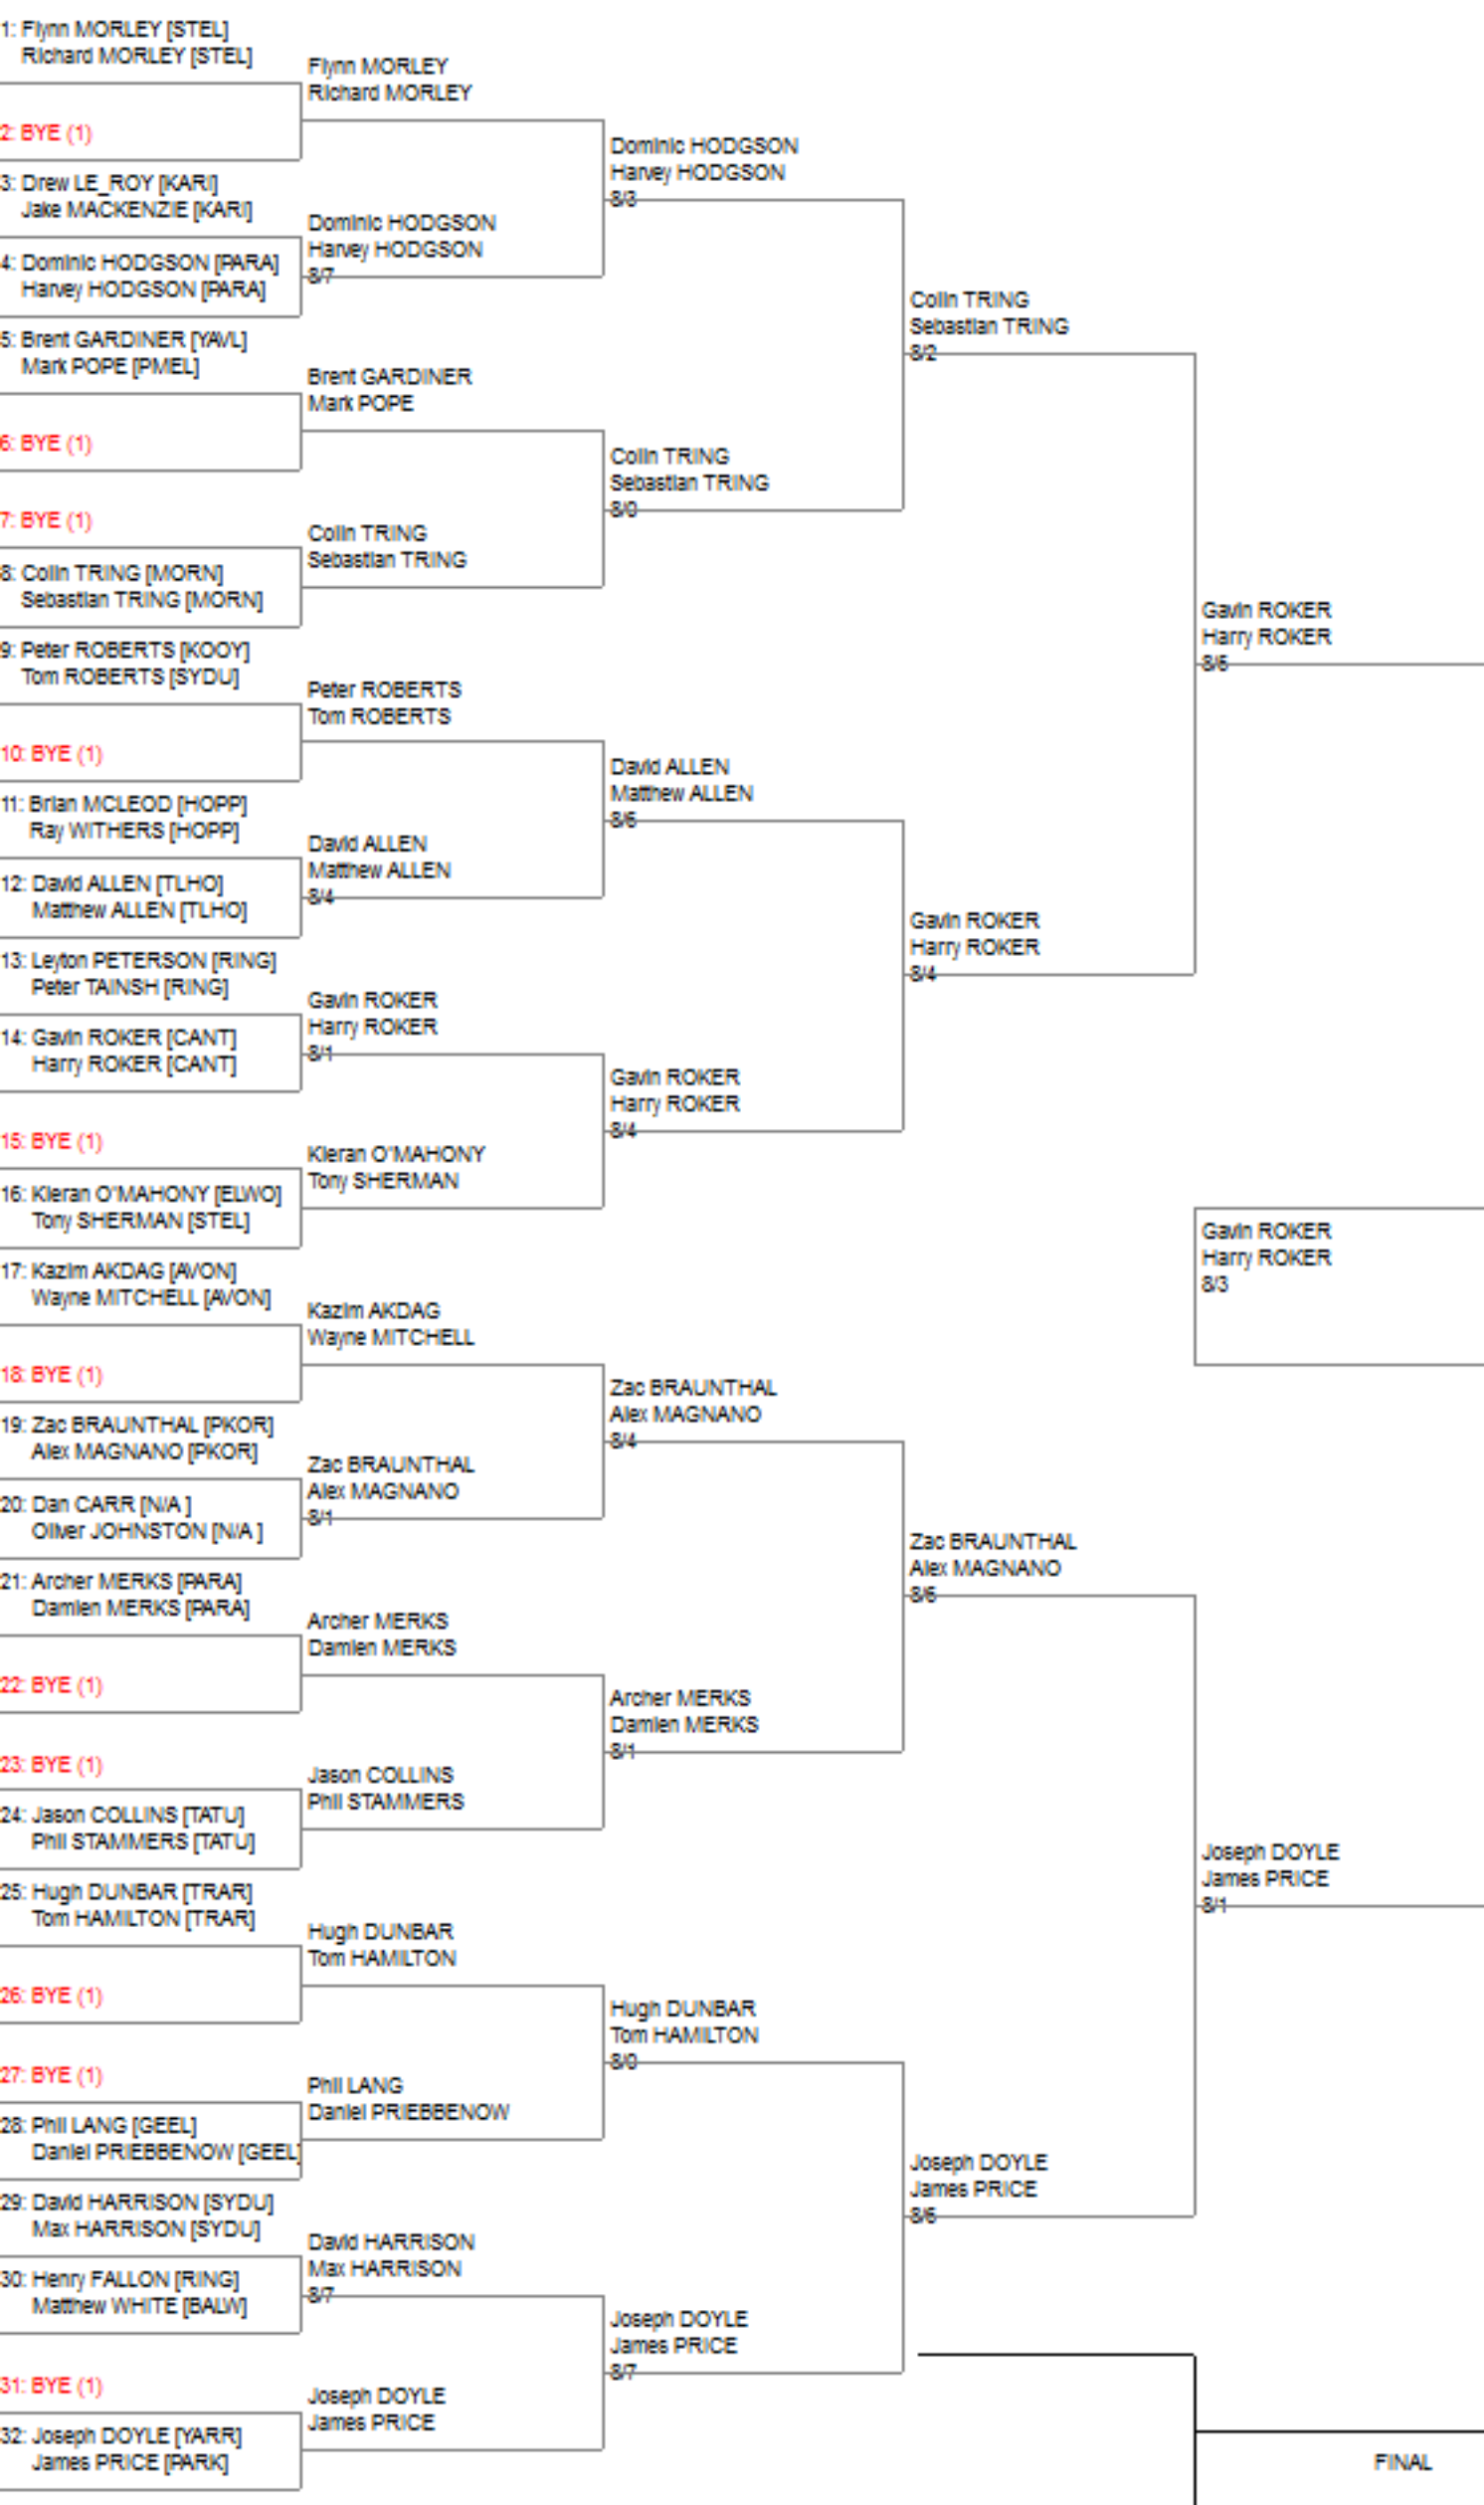 1: Flynn MORLEY [STEL]
Richard MORLEY [STEL]
2: BYE (1)
3: Drew LE_ROY [KARI]
Jake MACKENZIE [KARI]
4: Dominic HODGSON [PARA]
Harvey HODGSON [PARA]
5: Brent GARDINER [YAVL]
Mark POPE [PMEL]
6: BYE (1)
7: BYE (1)
8: Colin TRING [MORN]
Sebastian TRING [MORN]
9: Peter ROBERTS [KOOY]
Tom ROBERTS [SYDU]
10: BYE (1)
11: Brian MCLEOD [HOPP]
Ray WITHERS [HOPP]
12: David ALLEN [TLHO]
Matthew ALLEN [TLHO]
13: Leyton PETERSON [RING]
Peter TAINSH [RING]
14: Gavin ROKER [CANT]
Harry ROKER [CANT]
15: BYE (1)
16: Kieran O'MAHONY [ELWO]
Tony SHERMAN [STEL]
17: Kazim AKDAG [AVON]
Wayne MITCHELL [AVON]
18: BYE (1)
19: Zac BRAUNTHAL [PKOR]
Alex MAGNANO [PKOR]
20: Dan CARR [N/A ]
Oliver JOHNSTON [N/A ]
21: Archer MERKS [PARA]
Damien MERKS [PARA]
22: BYE (1)
23: BYE (1)
24: Jason COLLINS [TATU]
Phil STAMMERS [TATU]
25: Hugh DUNBAR [TRAR]
Tom HAMILTON [TRAR]
26: BYE (1)
27: BYE (1)
28: Phil LANG [GEEL]
Daniel PRIEBBENOW [GEEL]
29: David HARRISON [SYDU]
Max HARRISON [SYDU]
30: Henry FALLON [RING]
Matthew WHITE [BALW]
31: BYE (1)
32: Joseph DOYLE [YARR]
James PRICE [PARK]
Flynn MORLEY
Richard MORLEY
Dominic HODGSON
Harvey HODGSON
8/7
Brent GARDINER
Mark POPE
Colin TRING
Sebastian TRING
Peter ROBERTS
Tom ROBERTS
David ALLEN
Matthew ALLEN
8/4
Gavin ROKER
Harry ROKER
8/1
Kieran O'MAHONY
Tony SHERMAN
Kazim AKDAG
Wayne MITCHELL
Zac BRAUNTHAL
Alex MAGNANO
8/1
Archer MERKS
Damien MERKS
Jason COLLINS
Phil STAMMERS
Hugh DUNBAR
Tom HAMILTON
Phil LANG
Daniel PRIEBBENOW
David HARRISON
Max HARRISON
8/7
Joseph DOYLE
James PRICE
Dominic HODGSON
Harvey HODGSON
8/3
Colin TRING
Sebastian TRING
David ALLEN
Matthew ALLEN
Gavin ROKER
Harry ROKER
8/4
Zac BRAUNTHAL
Alex MAGNANO
8/4
Archer MERKS
Damien MERKS
8/1
Hugh DUNBAR
Tom HAMILTON
Joseph DOYLE
James PRICE
8/7
Colin TRING
Sebastian TRING
8/2
Gavin ROKER
Harry ROKER
8/4
Zac BRAUNTHAL
Alex MAGNANO
Joseph DOYLE
James PRICE
Gavin ROKER
Harry ROKER
Gavin ROKER
Harry ROKER
8/3
Joseph DOYLE
James PRICE
8/1
FINAL